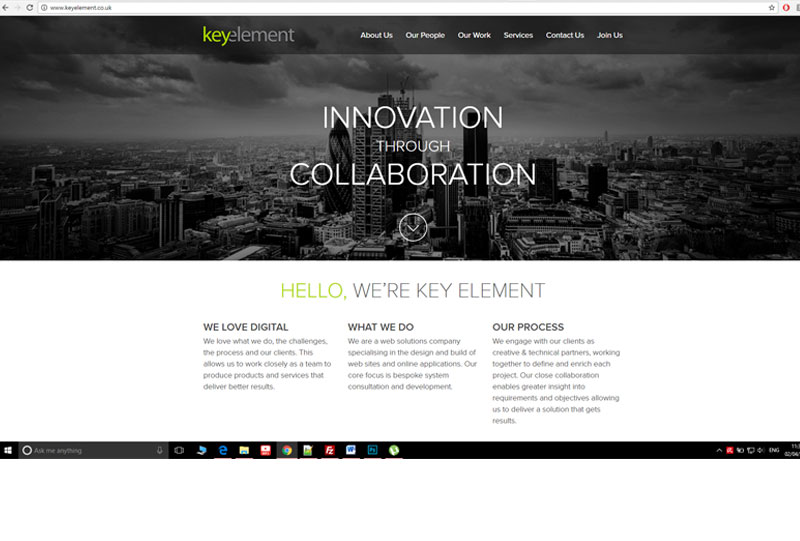 www.keyelement.co.uk
keyelement
About Us Our People Our Work Services Contact Us Join Us
INNOVATION
THROUGH
COLLABORATION
HELLO, WE'RE KEY ELEMENT
WE LOVE DIGITAL
We love what we do, the challenges,
the process and our clients. This
allows us to work closely as a team to
produce products and services that
deliver better results.
WHAT WE DO
We are a web solutions company
specialising in the design and build of
web sites and online applications. Our
core focus is bespoke system
consultation and development.
OUR PROCESS
We engage with our clients as
creative & technical partners, working
together to define and enrich each
project. Our close collaboration
enables greater insight into
requirements and objectives allowing
us to deliver a solution that gets
results.
Ask me anything
ENG